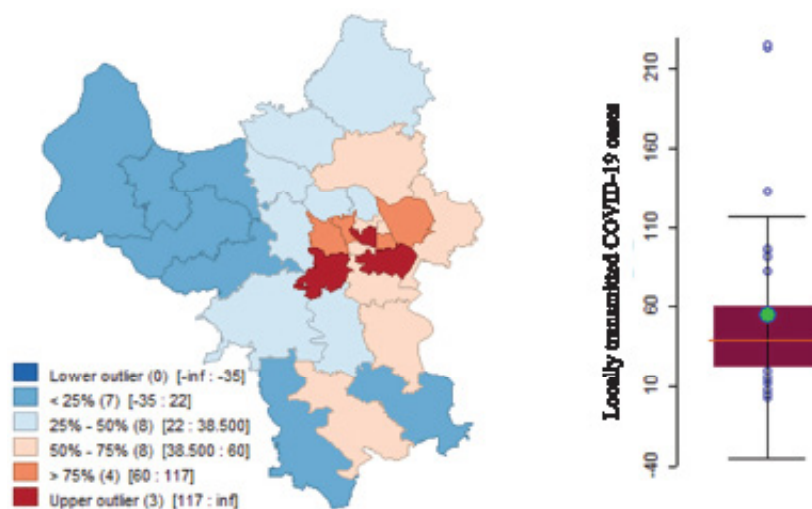 Lower outlier (0) [-inf : -35]
< 25% (7) [-35 : 22]
25% - 50% (8) [22 : 38.500]
50% - 75% (8) [38.500 : 60]
> 75% (4) [60 : 117]
Upper outlier (3) [117 : inf]
Locally transmitted COVID-19 cases
210
160
110
60
10
-40